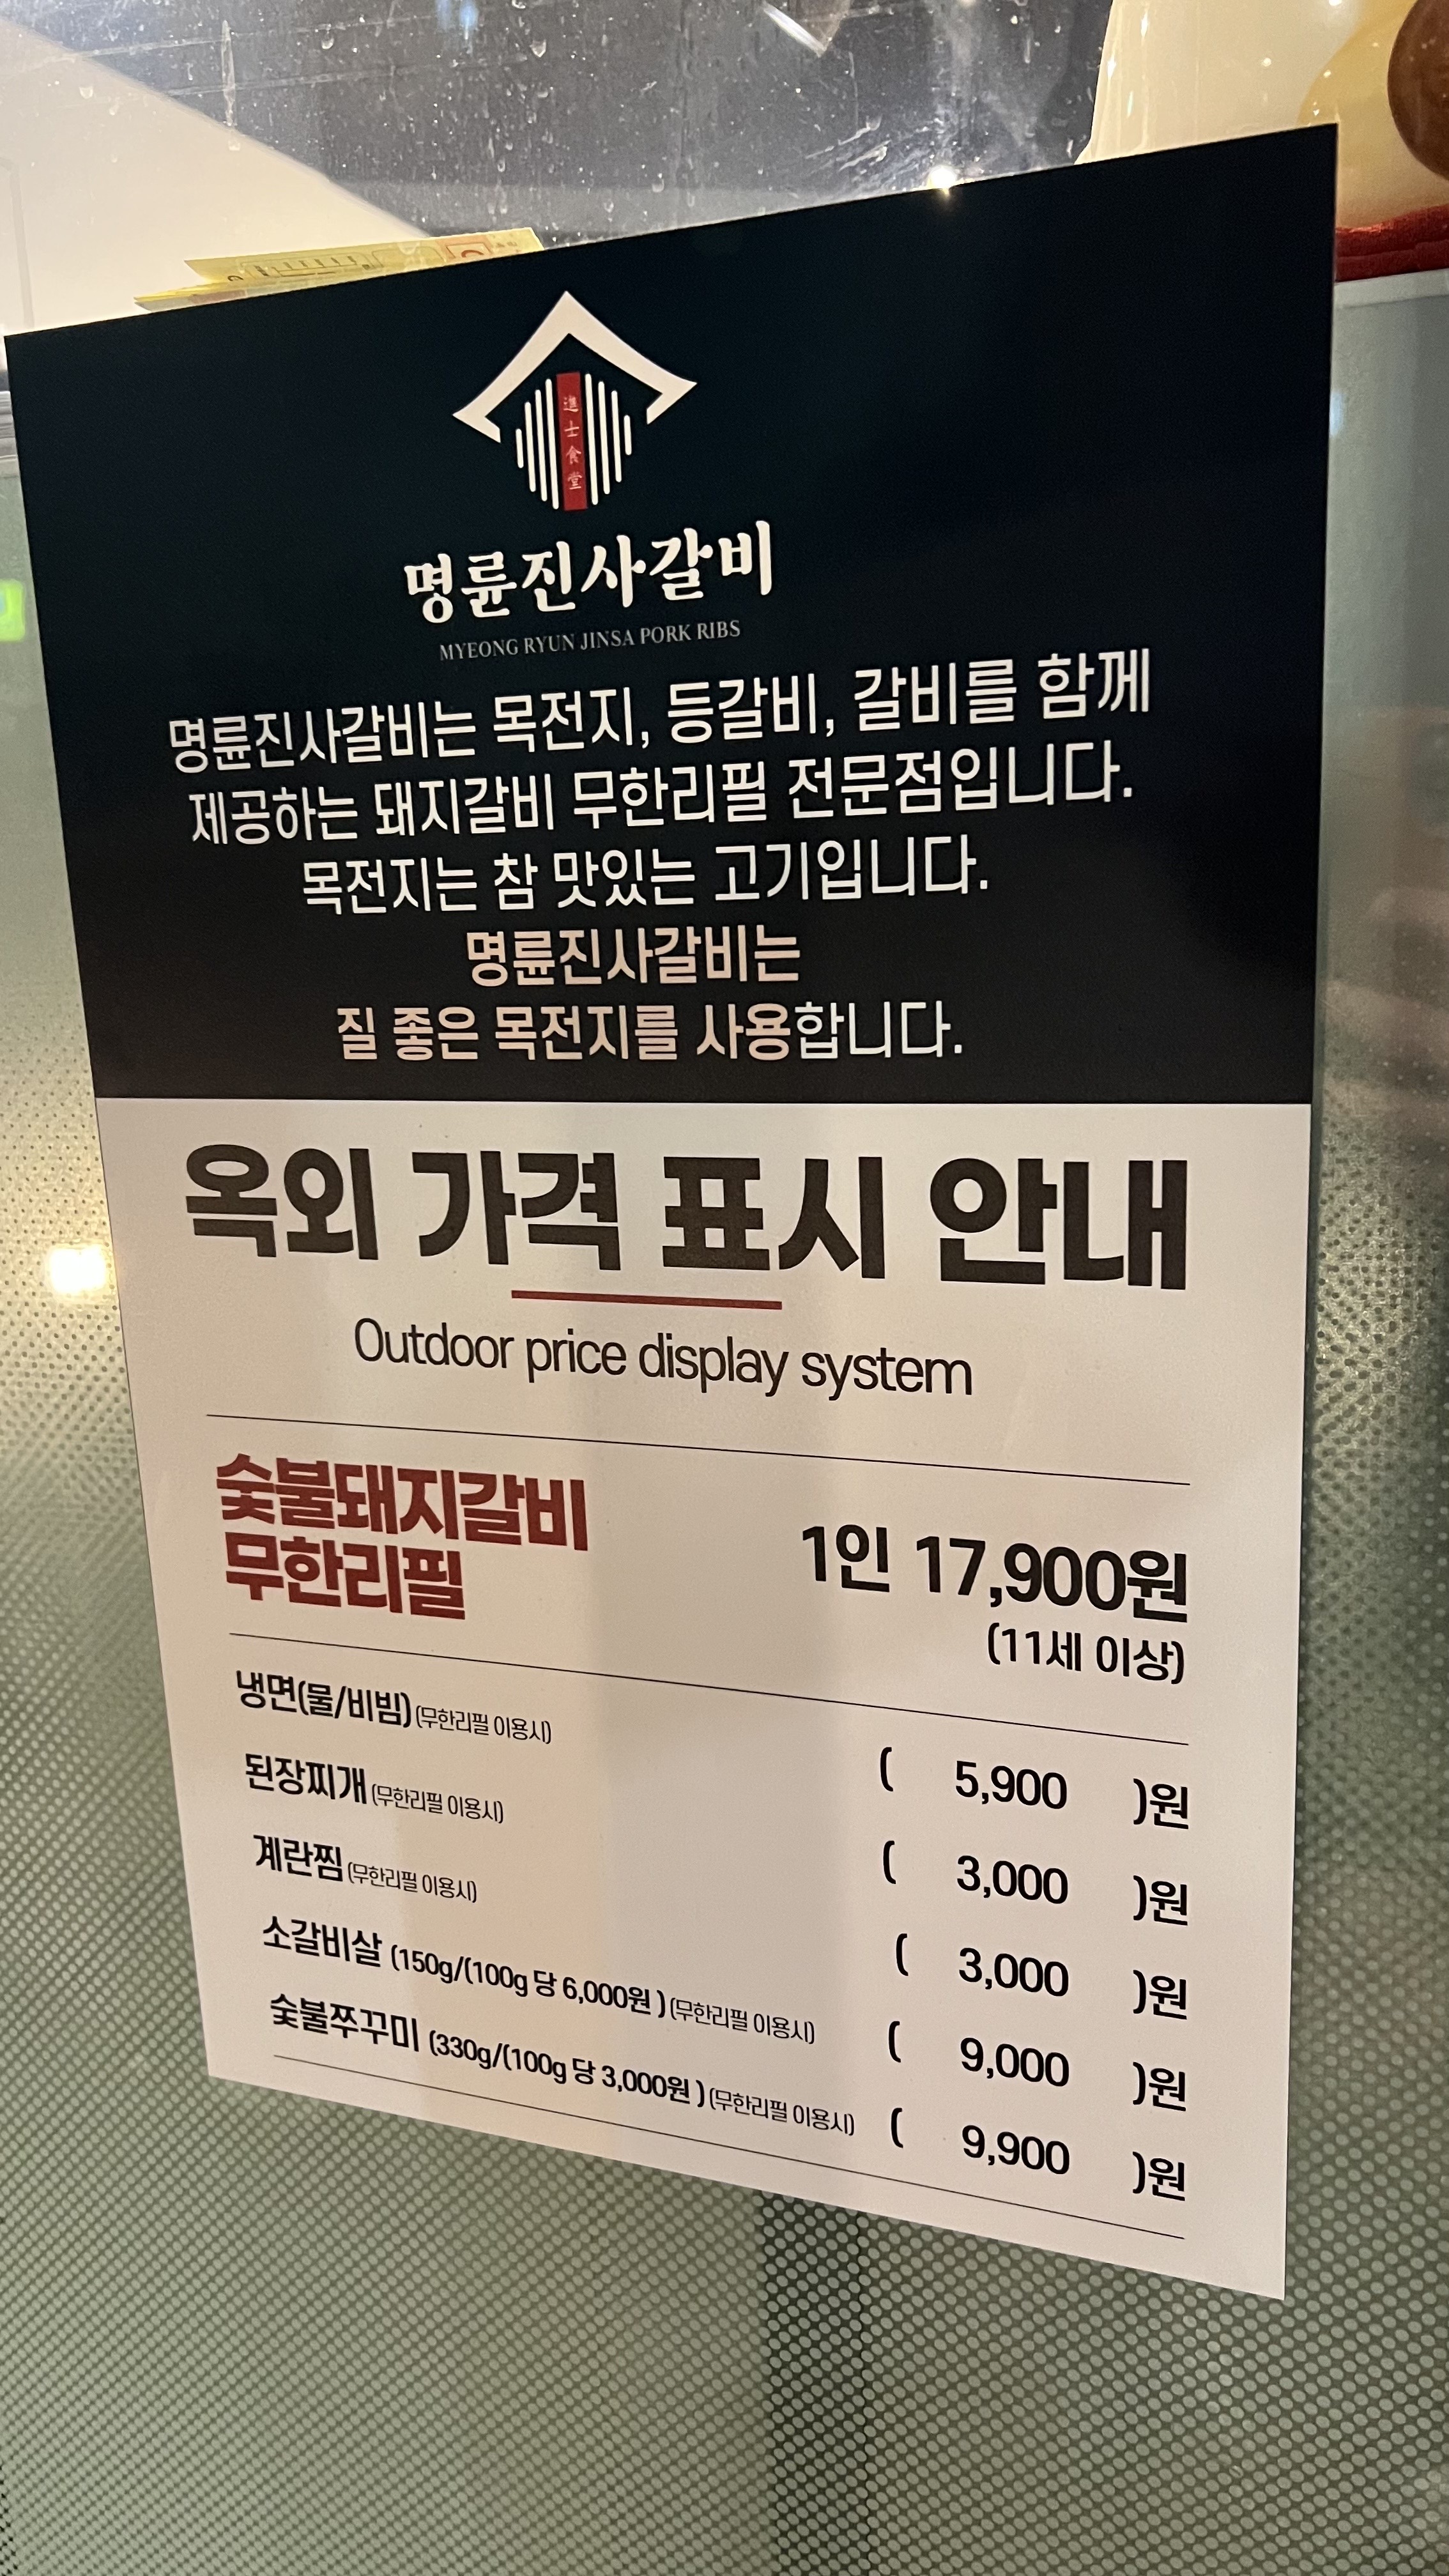 進士食堂
명륜진사갈비
MYEONG RYUN JINSA PORK RIBS
명륜진사갈비는 목전지, 등갈비, 갈비를 함께
제공하는 돼지갈비 무한리필 전문점입니다.
목전지는 참 맛있는 고기입니다.
명륜진사갈비는
질 좋은 목전지를 사용합니다.
옥외 가격 표시 안내
Outdoor price display system
숯불돼지갈비
무한리필
1인 17,900원
(11세 이상)
냉면(물/비빔)(무한리필 이용시) ( 5,900 )원
된장찌개(무한리필 이용시) ( 3,000 )원
계란찜(무한리필 이용시) ( 3,000 )원
소갈비살 (150g/(100g 당 6,000원 )(무한리필 이용시) ( 9,000 )원
숯불쭈꾸미 (330g/(100g 당 3,000원 )(무한리필 이용시) ( 9,900 )원